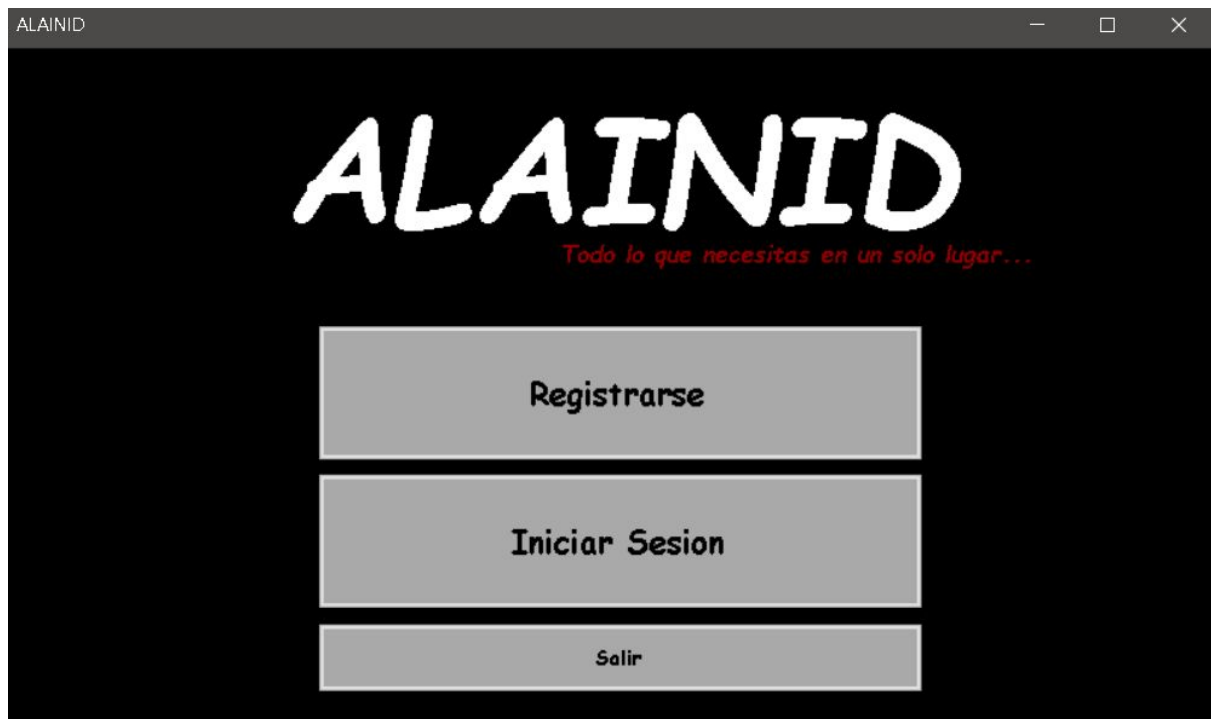 ALAINID
ALAINID
Todo lo que necesitas en un solo lugar...
Registrarse
Iniciar Sesion
Salir